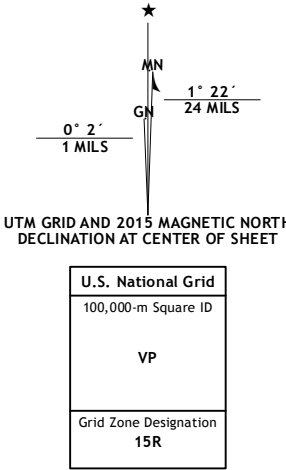 ★
MN
1° 22´
24 MILS
GN
0° 2´
1 MILS
UTM GRID AND 2015 MAGNETIC NORTH
DECLINATION AT CENTER OF SHEET
U.S. National Grid
100,000-m Square ID
VP
Grid Zone Designation
15R